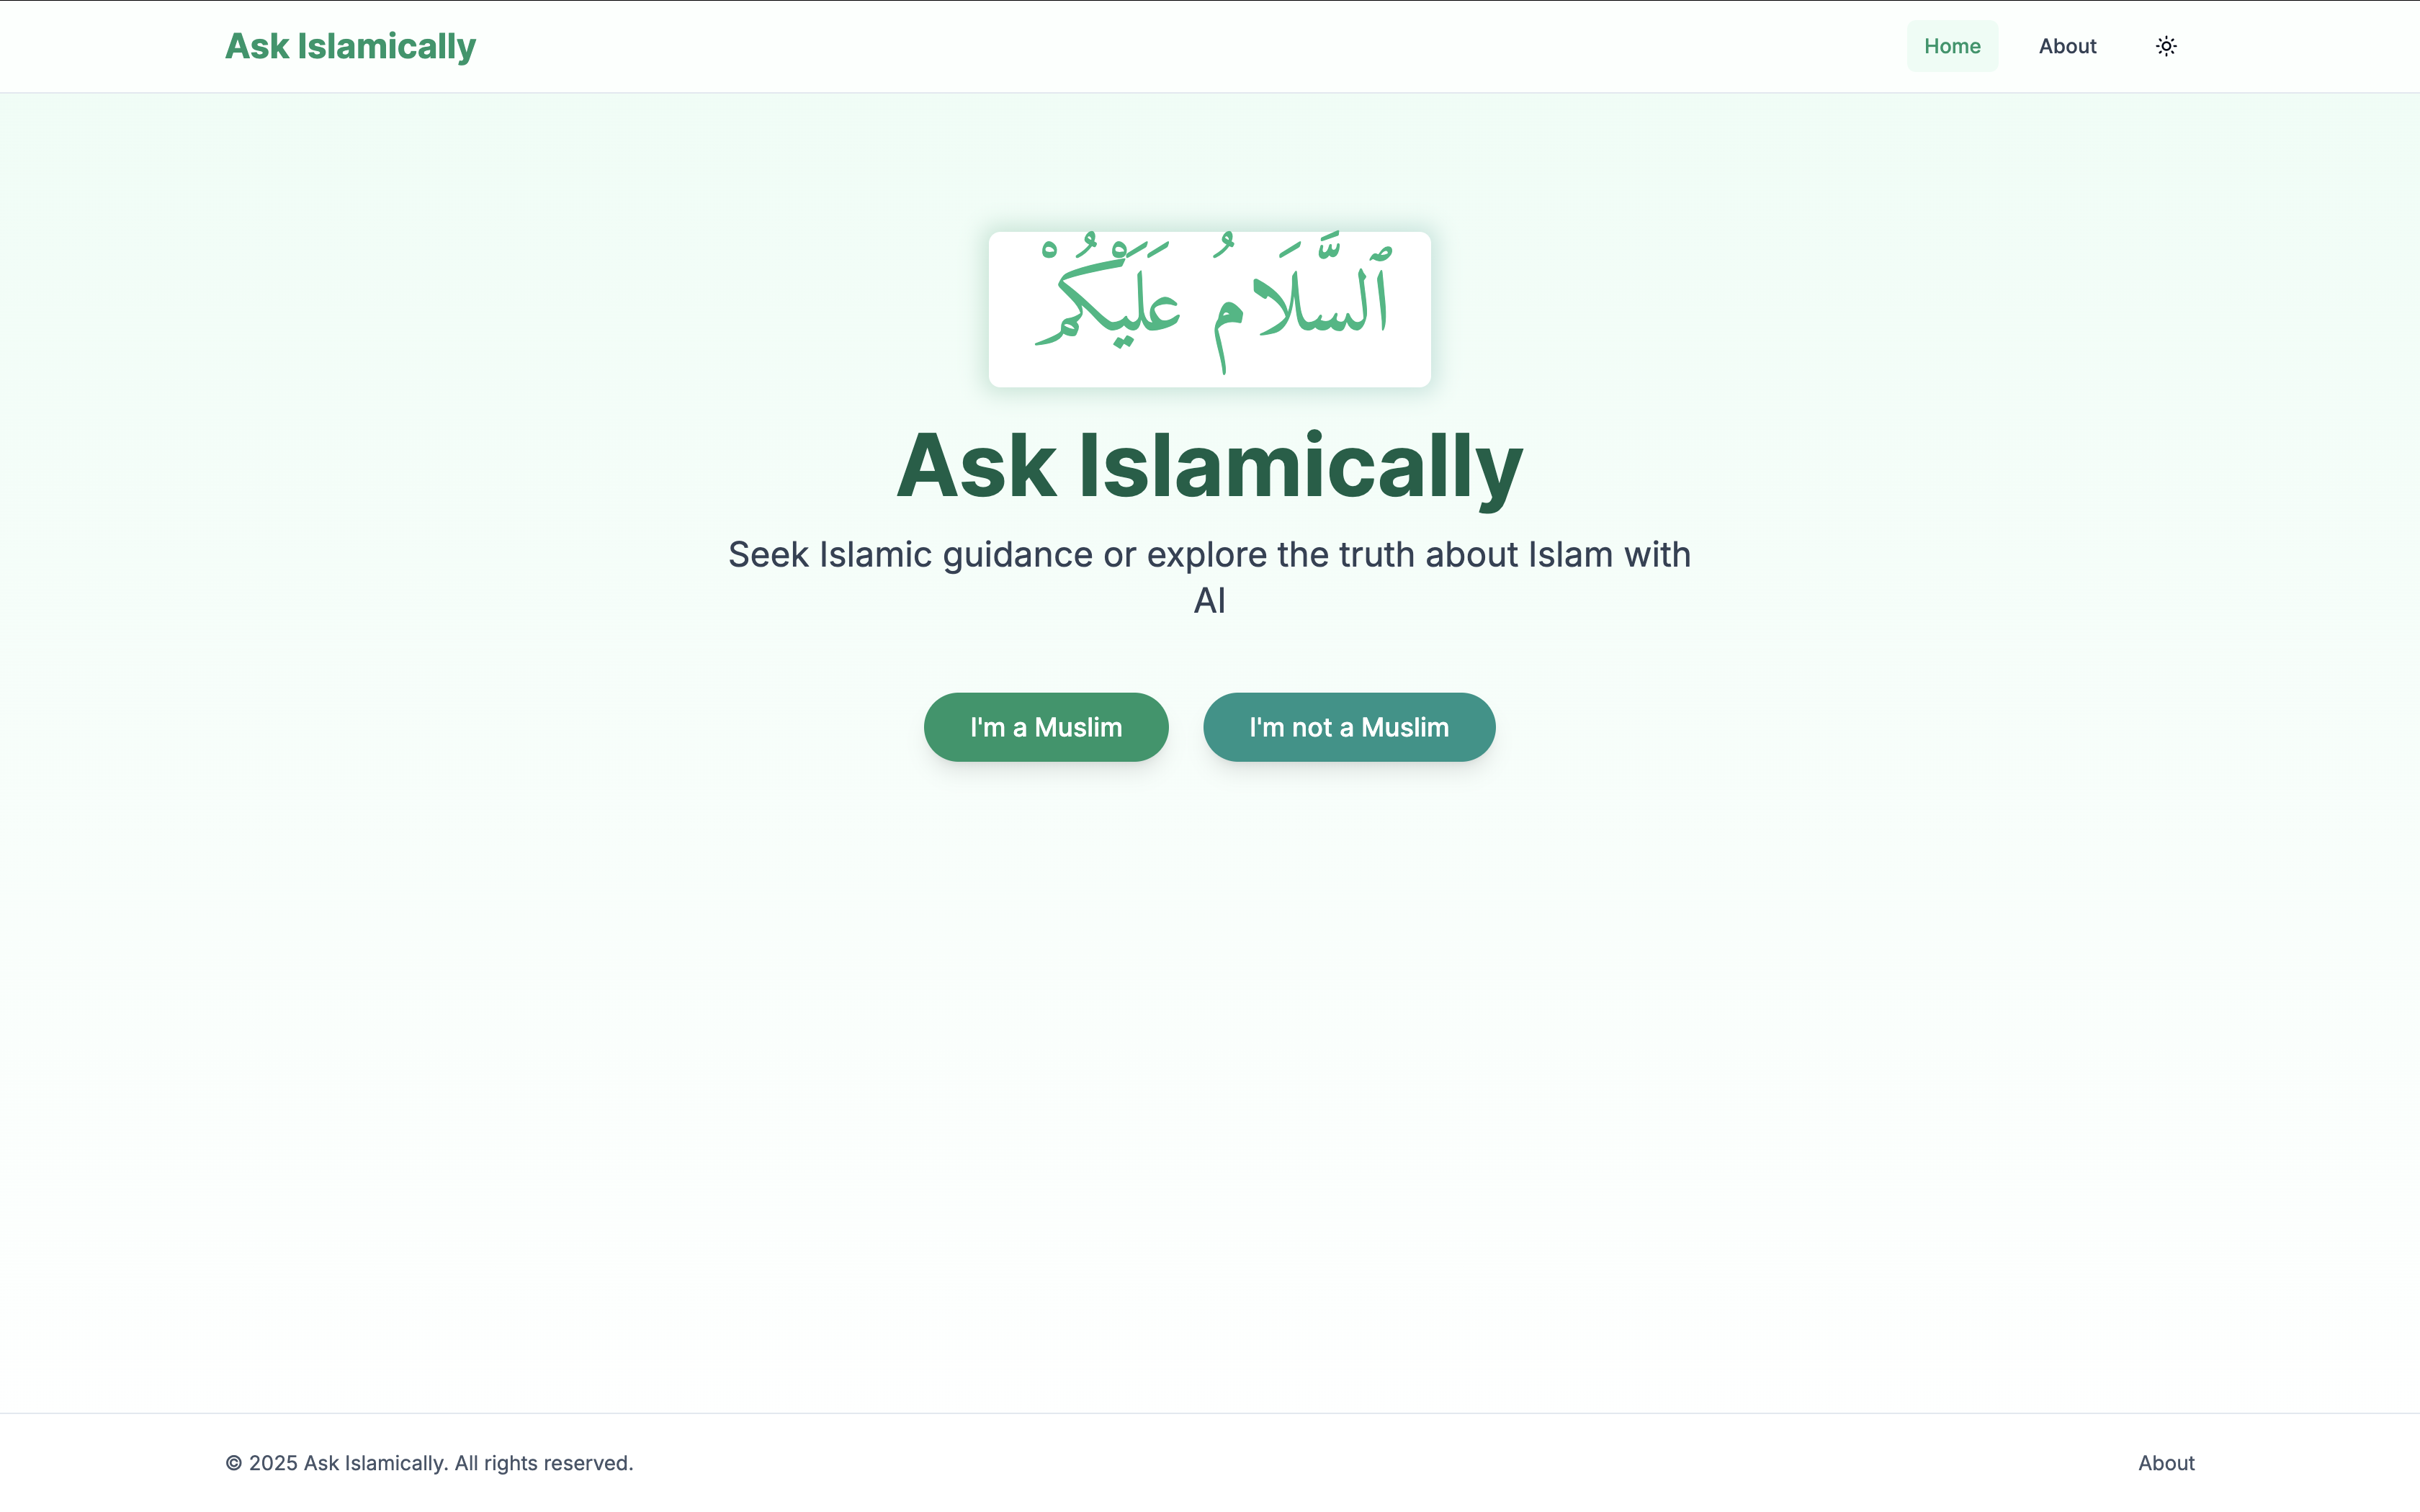 Ask Islamically
Home
About
ٱلسَّلَامُ عَلَيْكُمْ
Ask Islamically
Seek Islamic guidance or explore the truth about Islam with
AI
I'm a Muslim
I'm not a Muslim
© 2025 Ask Islamically. All rights reserved.
About